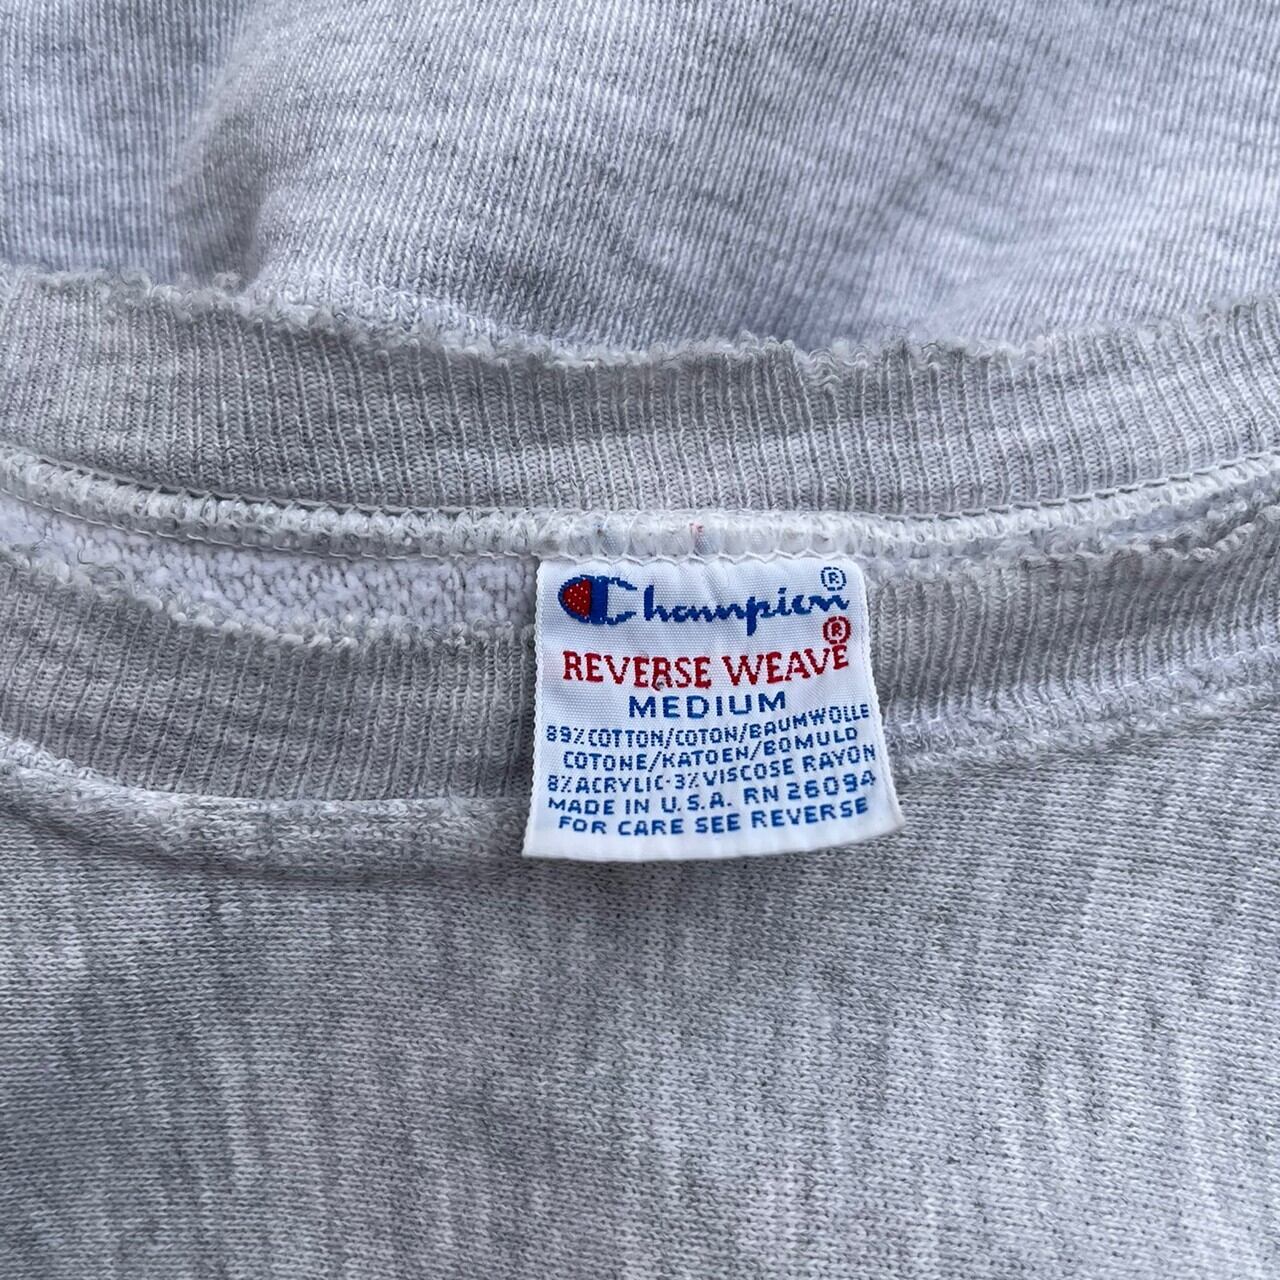 Champion®
REVERSE WEAVE®
MEDIUM
89% COTTON/COTON/BAUMWOLLE
COTONE/KATOEN/BOMULD
8% ACRYLIC-3% VISCOSE RAYON
MADE IN U.S.A. RN 26094
FOR CARE SEE REVERSE